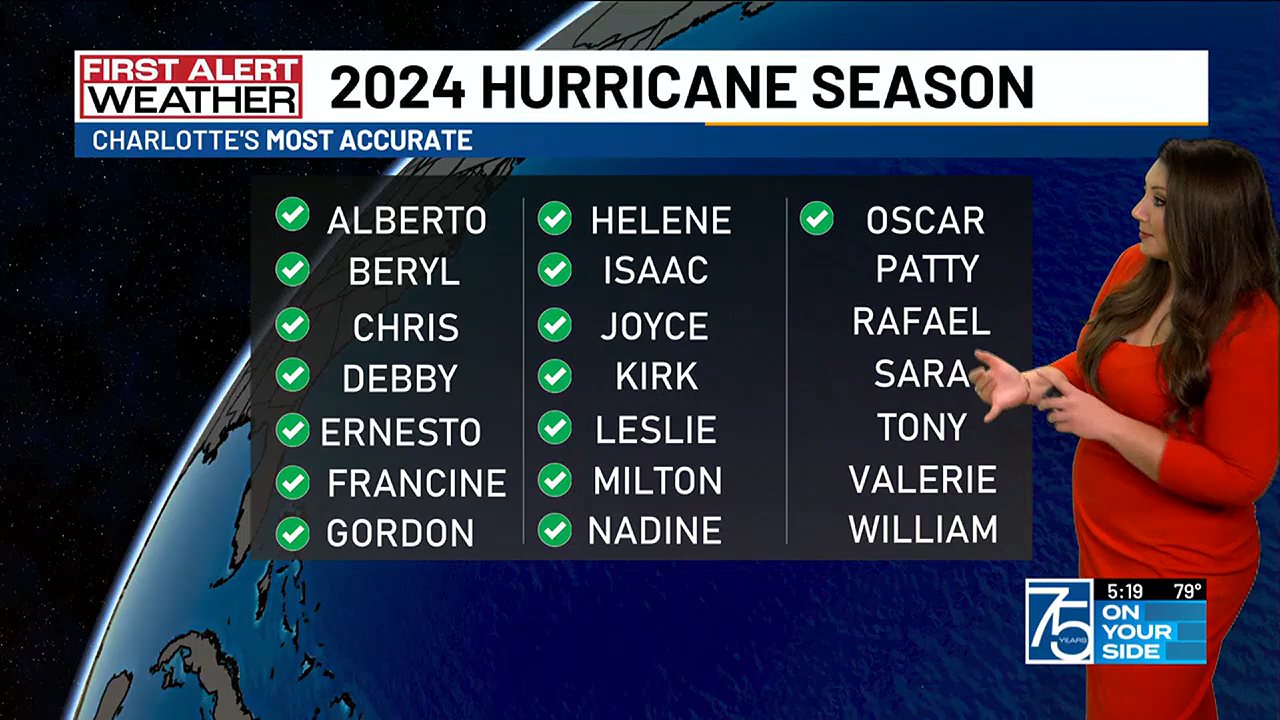 FIRST ALERT
WEATHER
2024 HURRICANE SEASON
CHARLOTTE'S MOST ACCURATE
ALBERTO
BERYL
CHRIS
DEBBY
ERNESTO
FRANCINE
GORDON
HELENE
ISAAC
JOYCE
KIRK
LESLIE
MILTON
NADINE
OSCAR
PATTY
RAFAEL
SARA
TONY
VALERIE
WILLIAM
5:19 79°
75
YEARS
ON
YOUR
SIDE